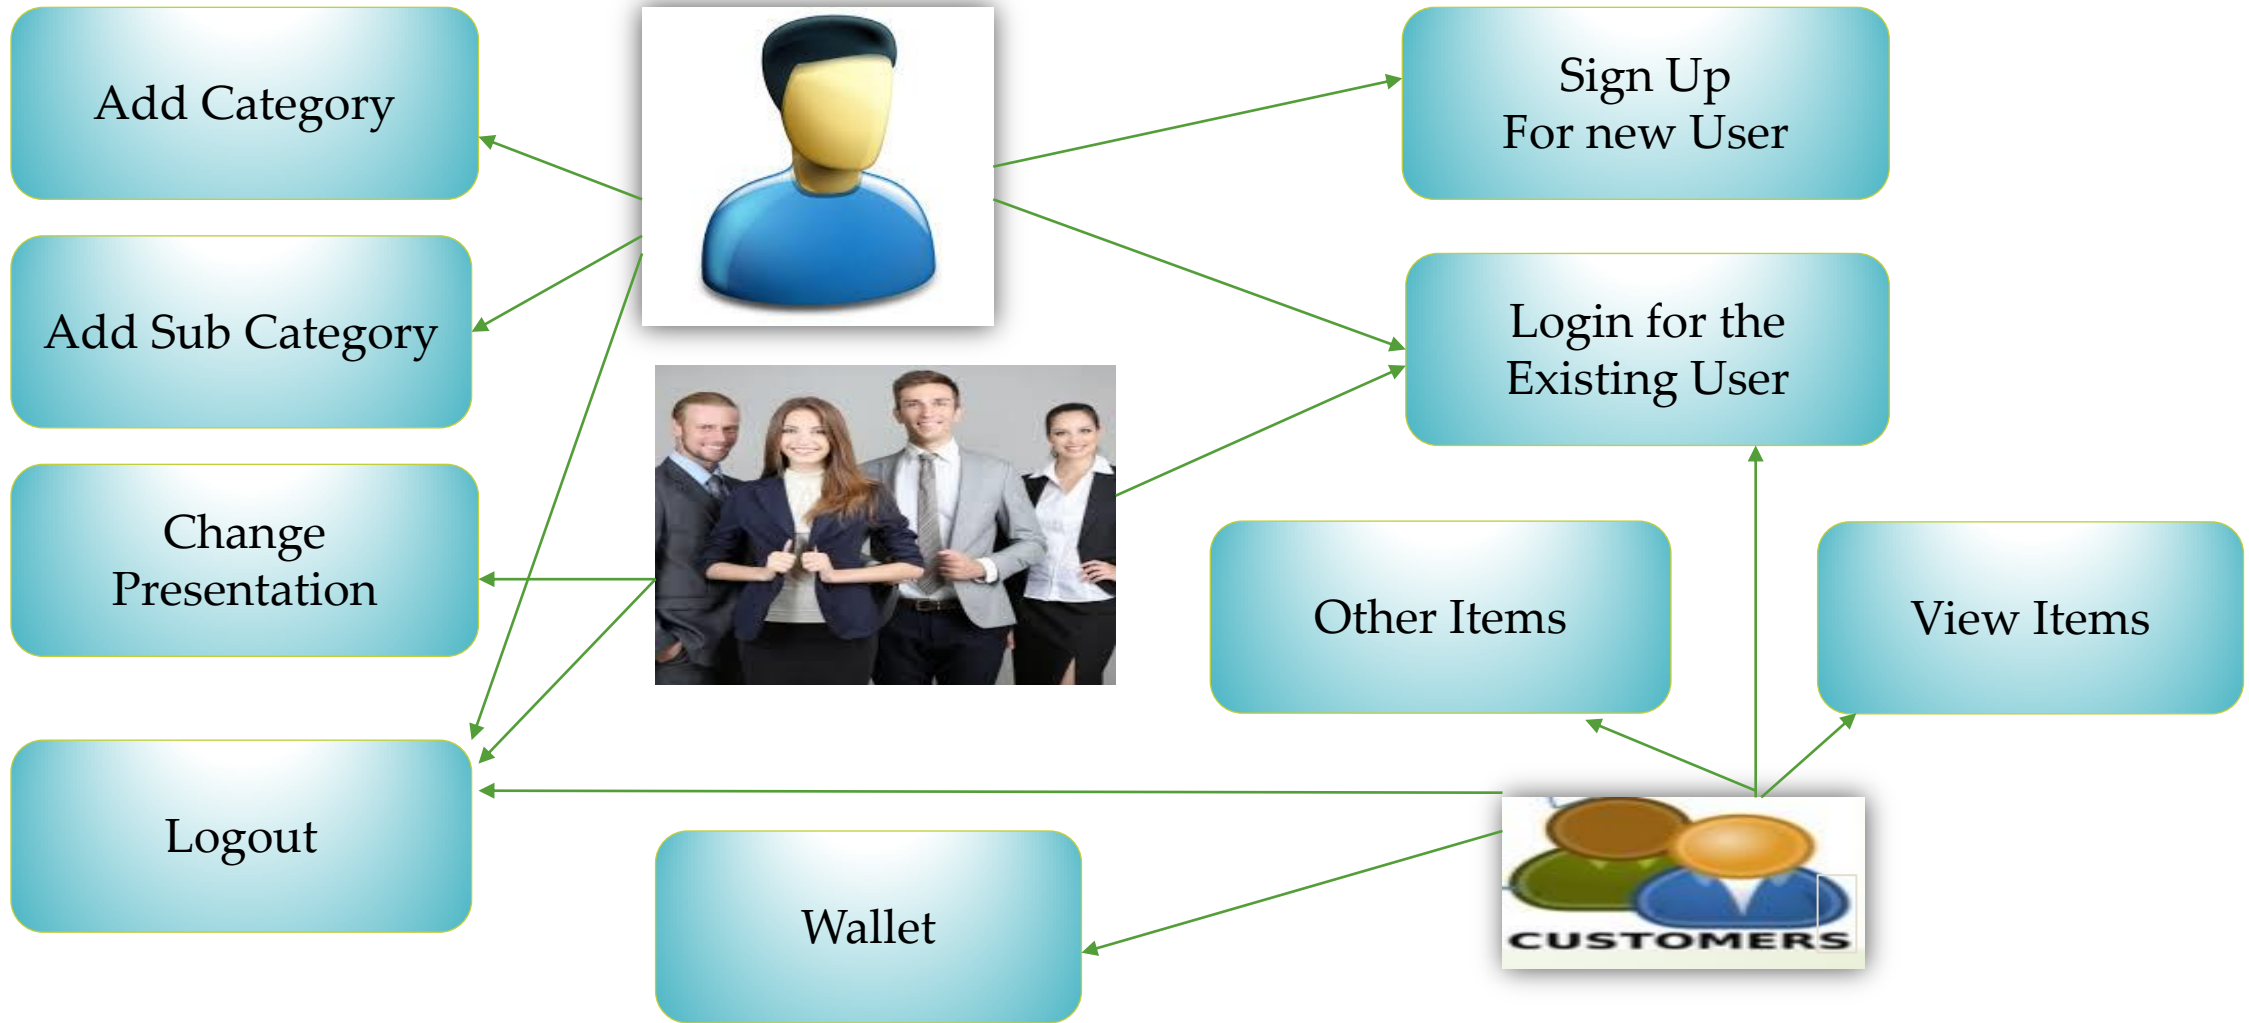 Add Category
Sign Up
For new User
Add Sub Category
Login for the
Existing User
Change
Presentation
Other Items
View Items
Logout
Wallet
CUSTOMERS